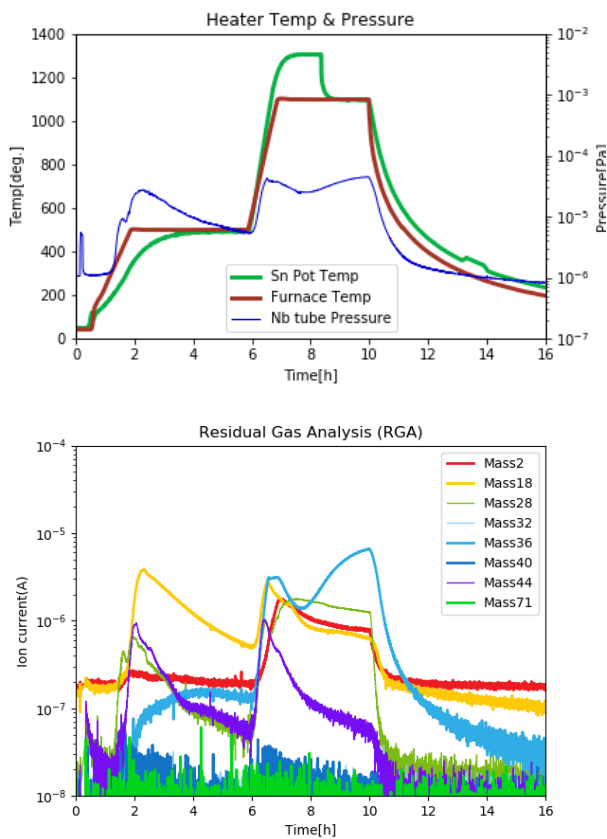 Heater Temp & Pressure
1400
1200
1000
800
600
400
200
0
Temp[deg.]
10−2
10−3
10−4
10−5
10−6
10−7
Pressure[Pa]
Sn Pot Temp
Furnace Temp
Nb tube Pressure
0 2 4 6 8 10 12 14 16
Time[h]
Residual Gas Analysis (RGA)
10−4
10−5
10−6
10−7
10−8
Ion current(A)
Mass2
Mass18
Mass28
Mass32
Mass36
Mass40
Mass44
Mass71
0 2 4 6 8 10 12 14 16
Time[h]